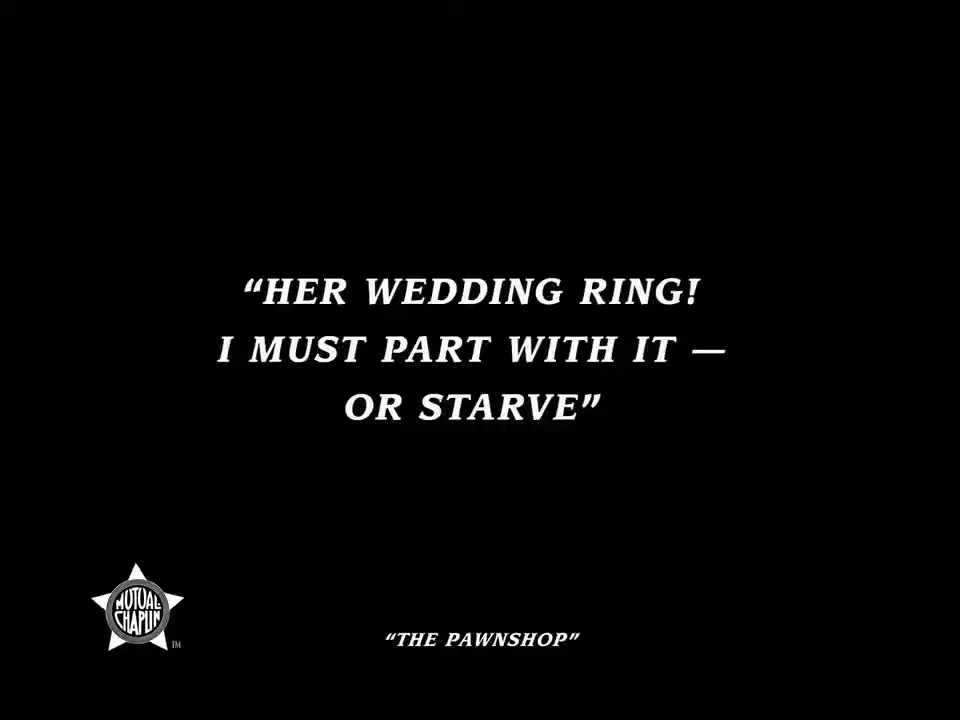 “HER WEDDING RING!
I MUST PART WITH IT —
OR STARVE”
MUTUAL
CHAPLIN
TM
“THE PAWNSHOP”